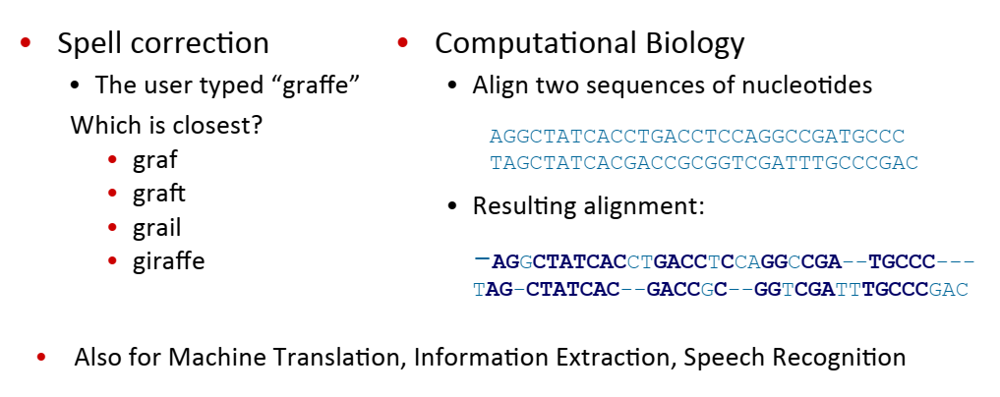 • Spell correction
• The user typed “graffe”
Which is closest?
• graf
• graft
• grail
• giraffe
• Computational Biology
• Align two sequences of nucleotides
AGGCTATCACCTGACCTCCAGGCCGATGCCC
TAGCTATCACGACCGCGGTCGATTTGCCCGAC
• Resulting alignment:
-AGGCTATCACCTGACCTCCAGGCCGA--TGCCC---
TAG-CTATCAC--GACCGC--GGTCGATTTGCCCGAC
• Also for Machine Translation, Information Extraction, Speech Recognition